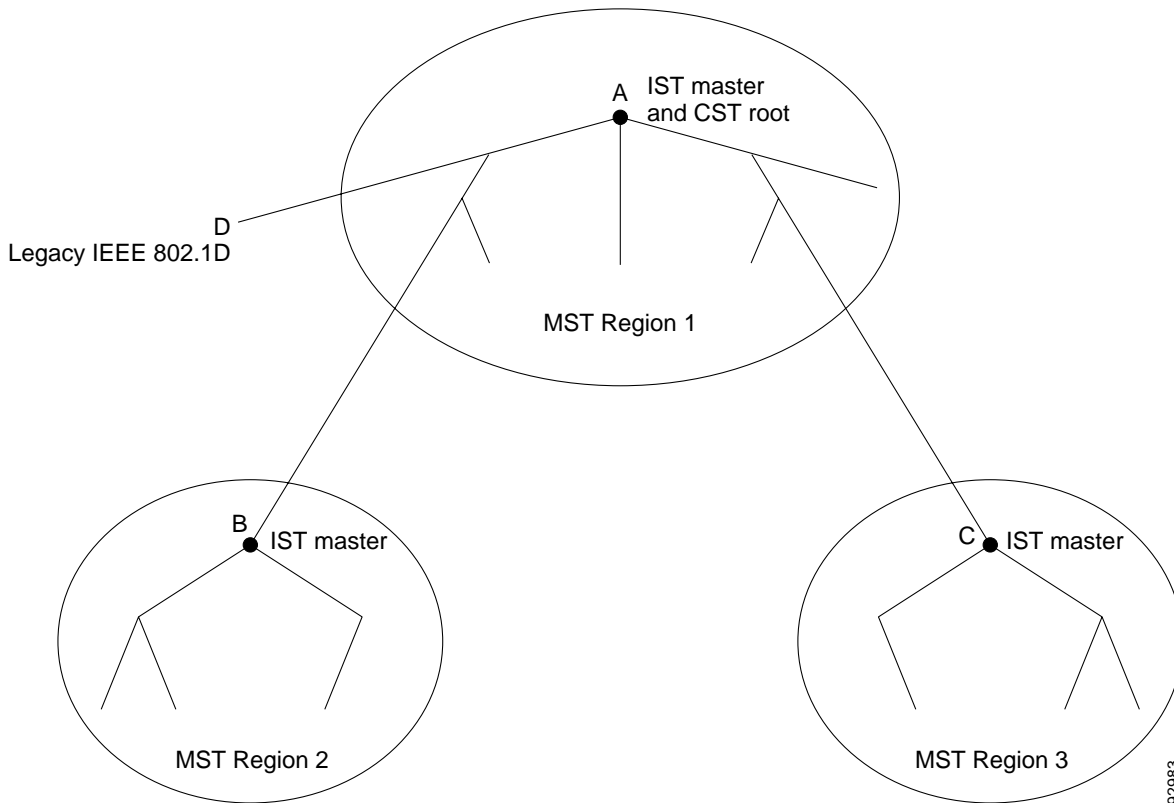 A
IST master
and CST root
D
Legacy IEEE 802.1D
MST Region 1
B
IST master
C
IST master
MST Region 2
MST Region 3
92983